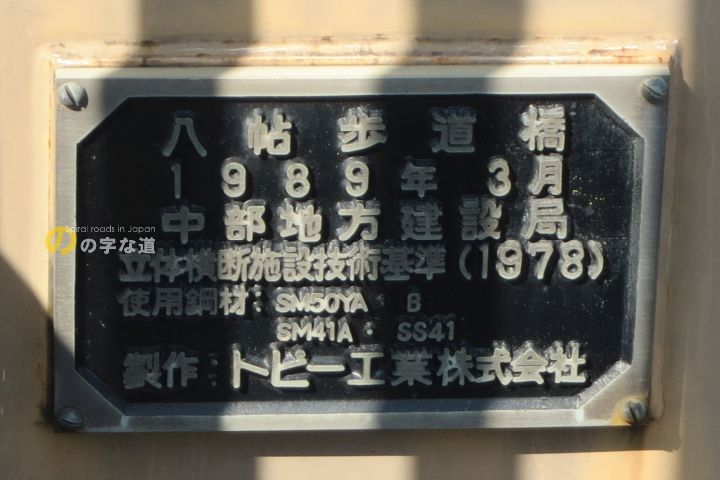 八帖歩道橋
1989年3月
中部地方建設局
立体横断施設技術基準(1978)
使用鋼材:SM50YA・B
SM41A・SS41
製作:トピー工業株式会社
Spiral roads in Japan
のの字な道